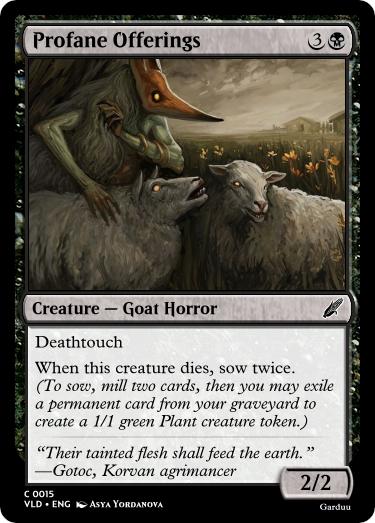 Profane Offerings 3
Creature — Goat Horror
Deathtouch
When this creature dies, sow twice.
(To sow, mill two cards, then you may exile
a permanent card from your graveyard to
create a 1/1 green Plant creature token.)
“Their tainted flesh shall feed the earth.”
—Gotoc, Korvan agrimancer
2/2
C 0015
VLD • ENG Asya Yordanova
Garduu